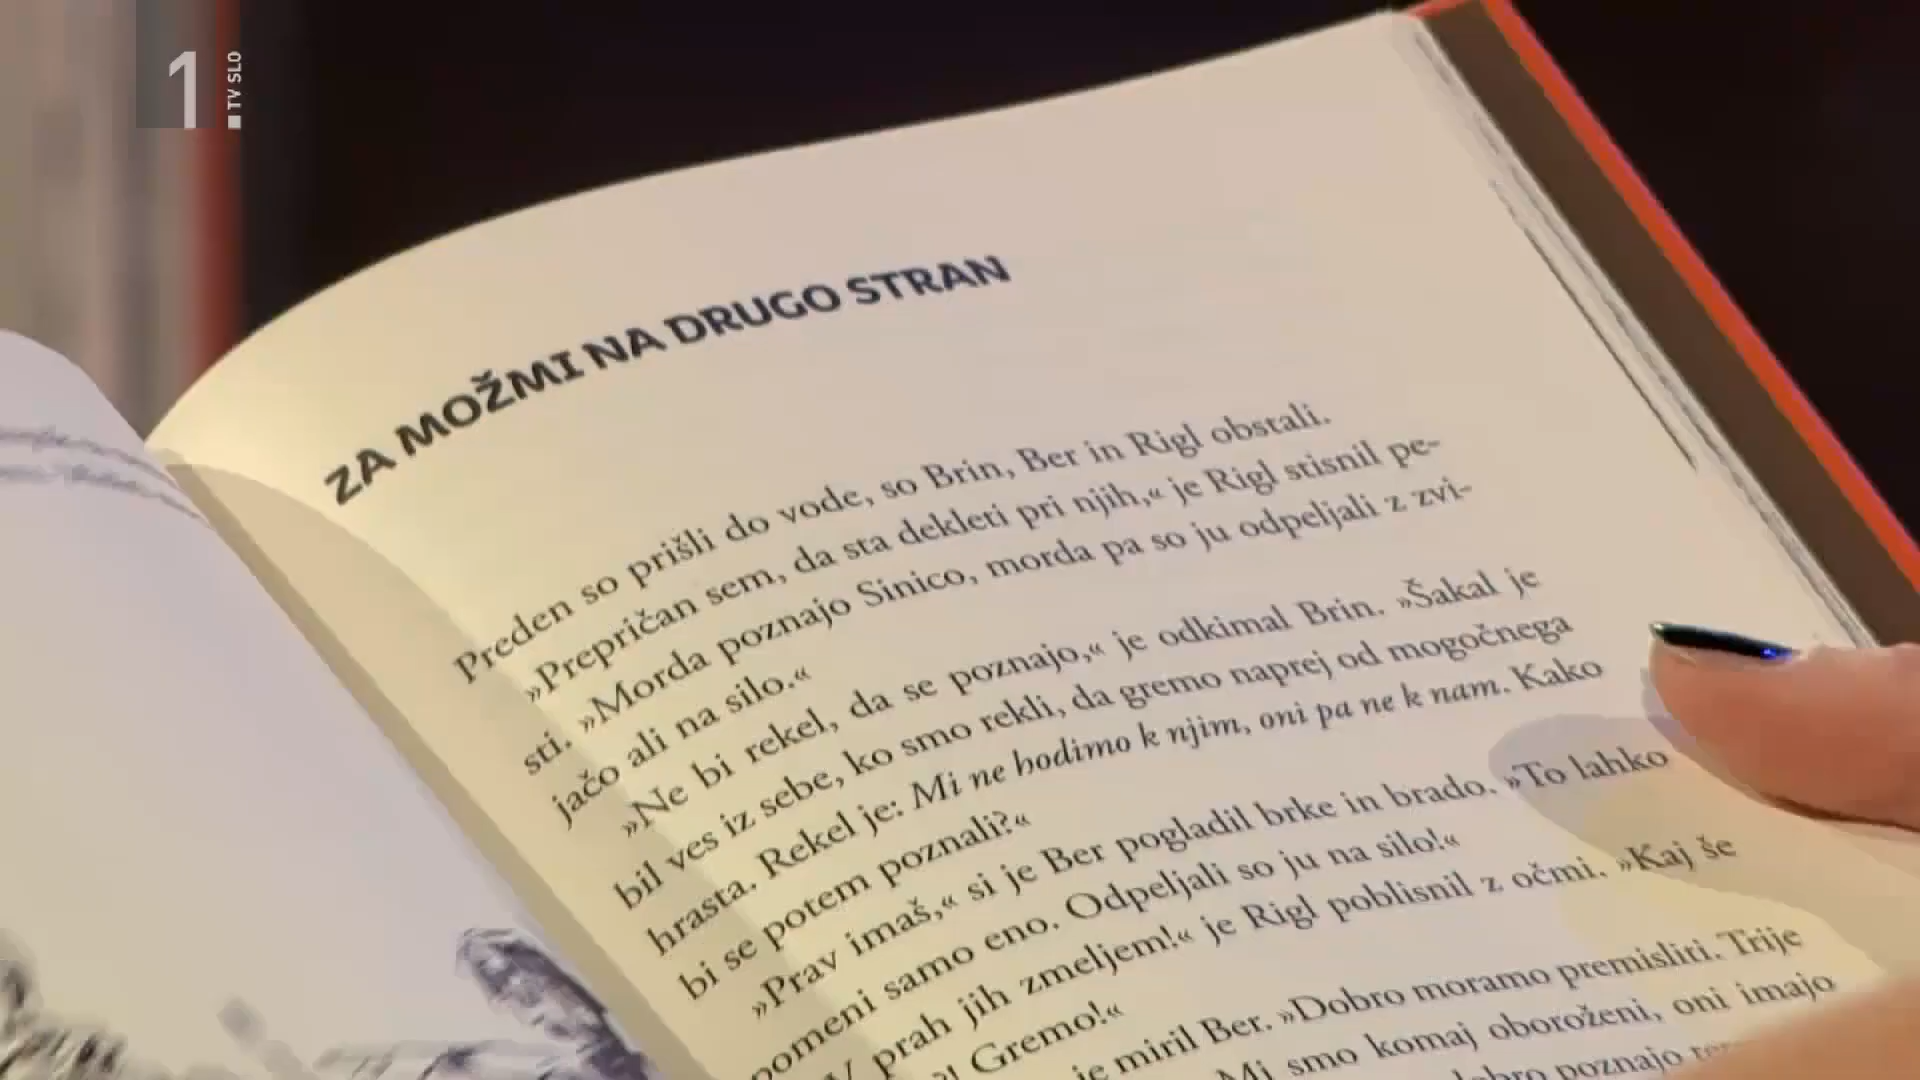 1
TV SLO
ZA MOŽMI NA DRUGO STRAN
Preden so prišli do vode, so Brin, Ber in Rigl obstali.
»Prepričan sem, da sta dekleti pri njih,« je Rigl stisnil pe-
sti. »Morda poznajo Sinico, morda pa so ju odpeljali z zvi-
jačo ali na silo.«
»Ne bi rekel, da se poznajo,« je odkimal Brin. »Šakal je
bil ves iz sebe, ko smo rekli, da gremo naprej od mogočnega
hrasta. Rekel je: Mi ne hodimo k njim, oni pa ne k nam. Kako
bi se potem poznali?«
»Prav imaš,« si je Ber pogladil brke in brado. »To lahko
pomeni samo eno. Odpeljali so ju na silo!«
V prah jih zmeljem!« je Rigl poblisnil z očmi. »Kaj še
Gremo!«
je miril Ber. »Dobro moramo premisliti. Trije
Mi smo komaj oboroženi, oni imajo
dobro poznajo